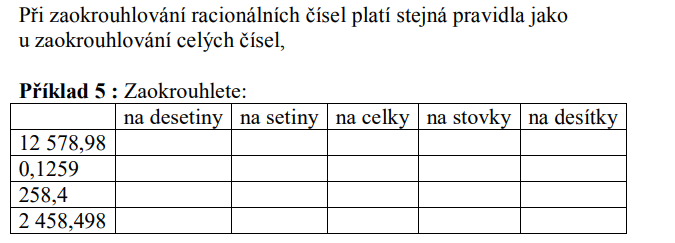 Při zaokrouhlování racionálních čísel platí stejná pravidla jako
u zaokrouhlování celých čísel,
Příklad 5 : Zaokrouhlete:
na desetiny na setiny na celky na stovky na desítky
12 578,98
0,1259
258,4
2 458,498